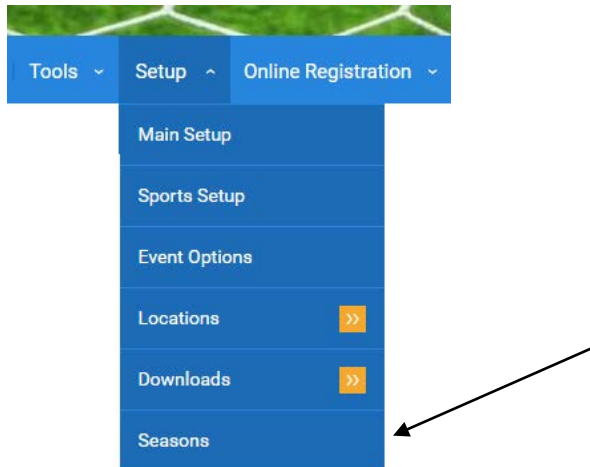 Tools Setup Online Registration
Main Setup
Sports Setup
Event Options
Locations
Downloads
Seasons